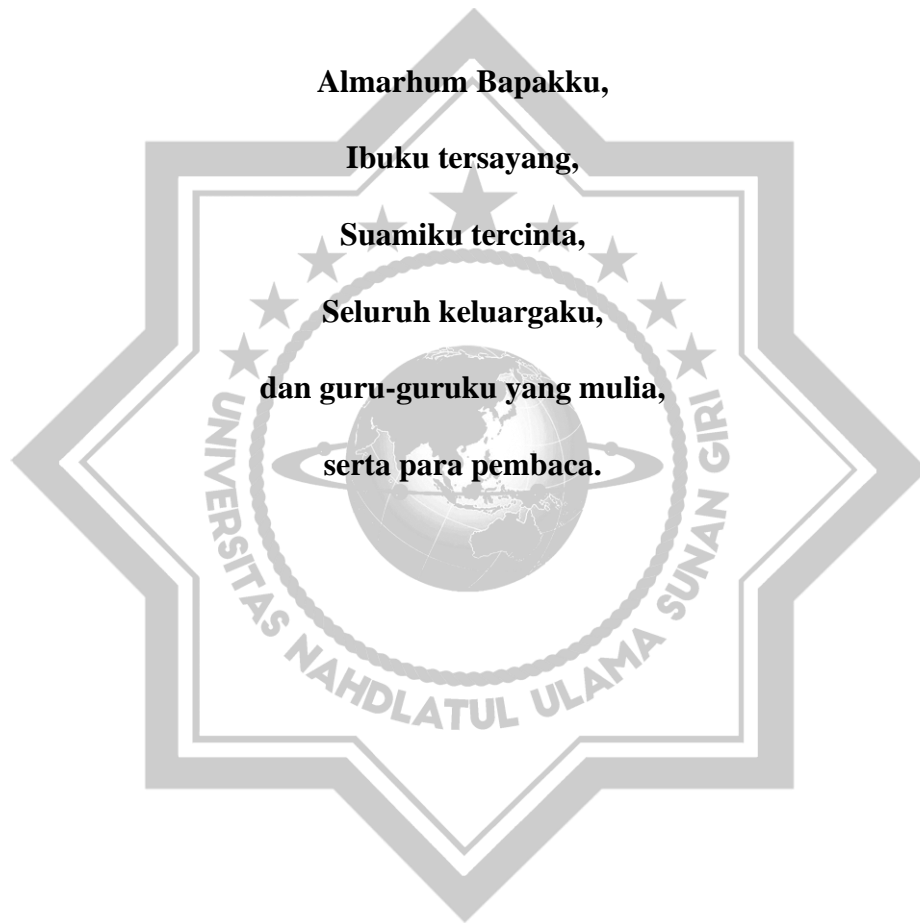 Almarhum Bapakku,
Ibuku tersayang,
Suamiku tercinta,
Seluruh keluargaku,
dan guru-guruku yang mulia,
serta para pembaca.
UNIVERSITAS NAHDLATUL ULAMA SUNAN GIRI